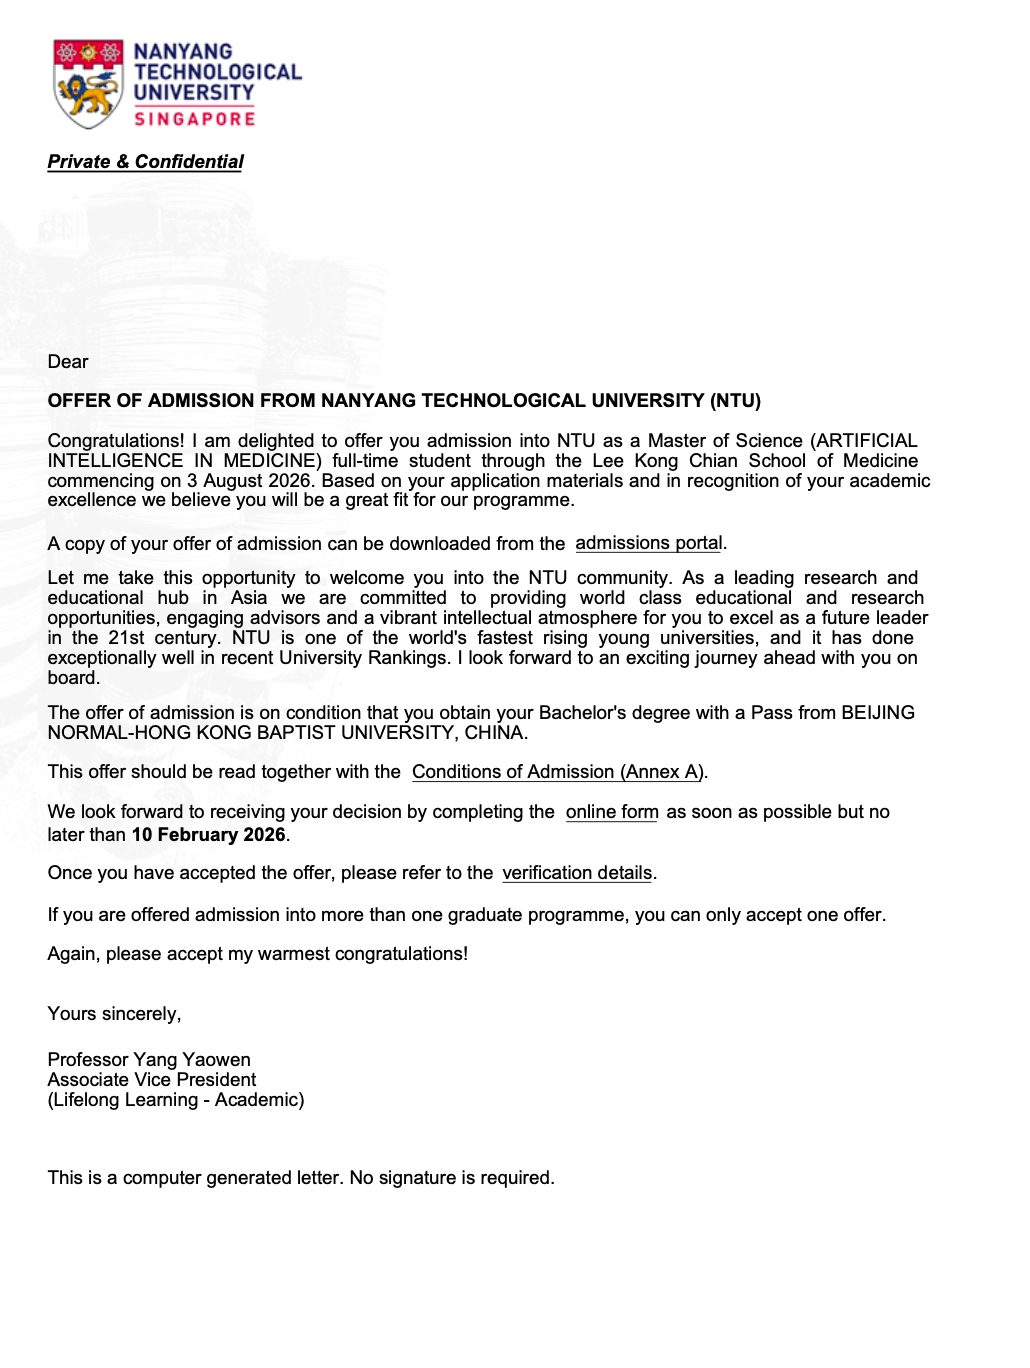 NANYANG
TECHNOLOGICAL
UNIVERSITY
SINGAPORE
Private & Confidential
Dear
OFFER OF ADMISSION FROM NANYANG TECHNOLOGICAL UNIVERSITY (NTU)
Congratulations! I am delighted to offer you admission into NTU as a Master of Science (ARTIFICIAL
INTELLIGENCE IN MEDICINE) full-time student through the Lee Kong Chian School of Medicine
commencing on 3 August 2026. Based on your application materials and in recognition of your academic
excellence we believe you will be a great fit for our programme.
A copy of your offer of admission can be downloaded from the admissions portal.
Let me take this opportunity to welcome you into the NTU community. As a leading research and
educational hub in Asia we are committed to providing world class educational and research
opportunities, engaging advisors and a vibrant intellectual atmosphere for you to excel as a future leader
in the 21st century. NTU is one of the world's fastest rising young universities, and it has done
exceptionally well in recent University Rankings. I look forward to an exciting journey ahead with you on
board.
The offer of admission is on condition that you obtain your Bachelor's degree with a Pass from BEIJING
NORMAL-HONG KONG BAPTIST UNIVERSITY, CHINA.
This offer should be read together with the Conditions of Admission (Annex A).
We look forward to receiving your decision by completing the online form as soon as possible but no
later than 10 February 2026.
Once you have accepted the offer, please refer to the verification details.
If you are offered admission into more than one graduate programme, you can only accept one offer.
Again, please accept my warmest congratulations!
Yours sincerely,
Professor Yang Yaowen
Associate Vice President
(Lifelong Learning - Academic)
This is a computer generated letter. No signature is required.